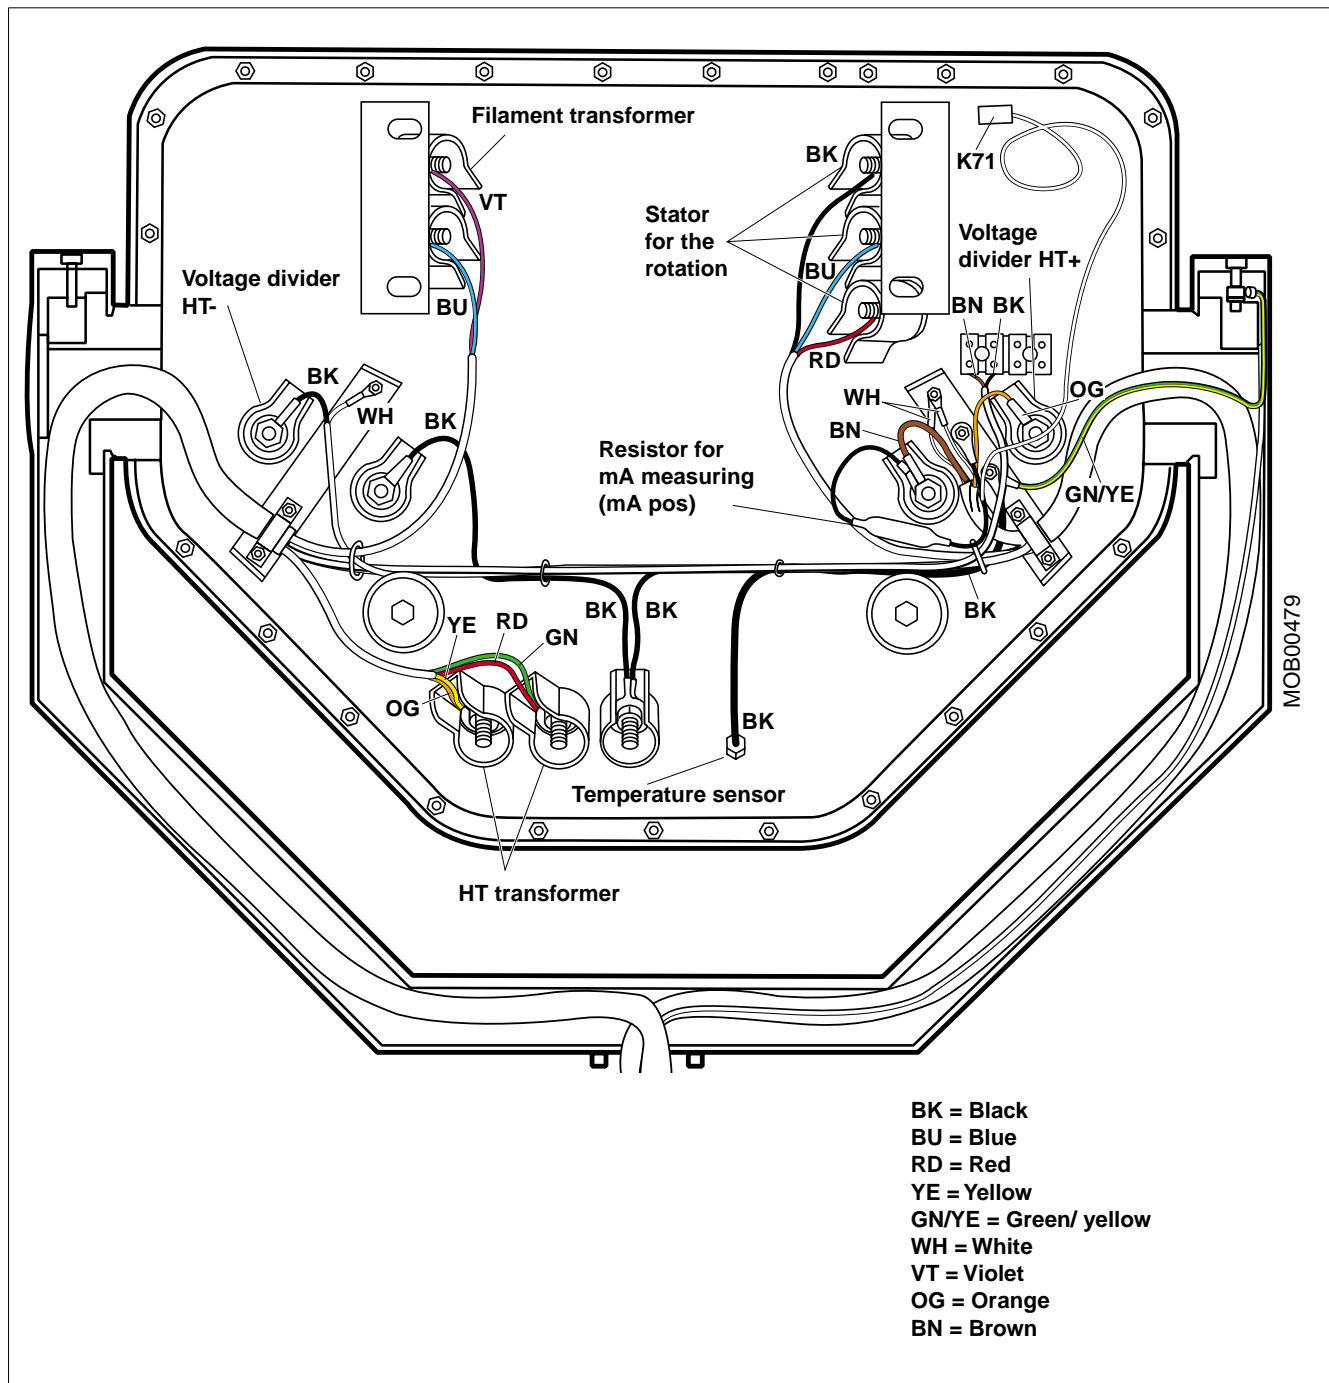 Filament transformer
BK
K71
VT
Stator
for the
rotation
Voltage
divider HT+
Voltage divider
HT-
BU
BU
BN
BK
RD
BK
WH
BK
WH
OG
BN
Resistor for
mA measuring
(mA pos)
GN/YE
BK
BK
BK
YE
RD
GN
OG
BK
Temperature sensor
HT transformer
MOB00479
BK = Black
BU = Blue
RD = Red
YE = Yellow
GN/YE = Green/ yellow
WH = White
VT = Violet
OG = Orange
BN = Brown